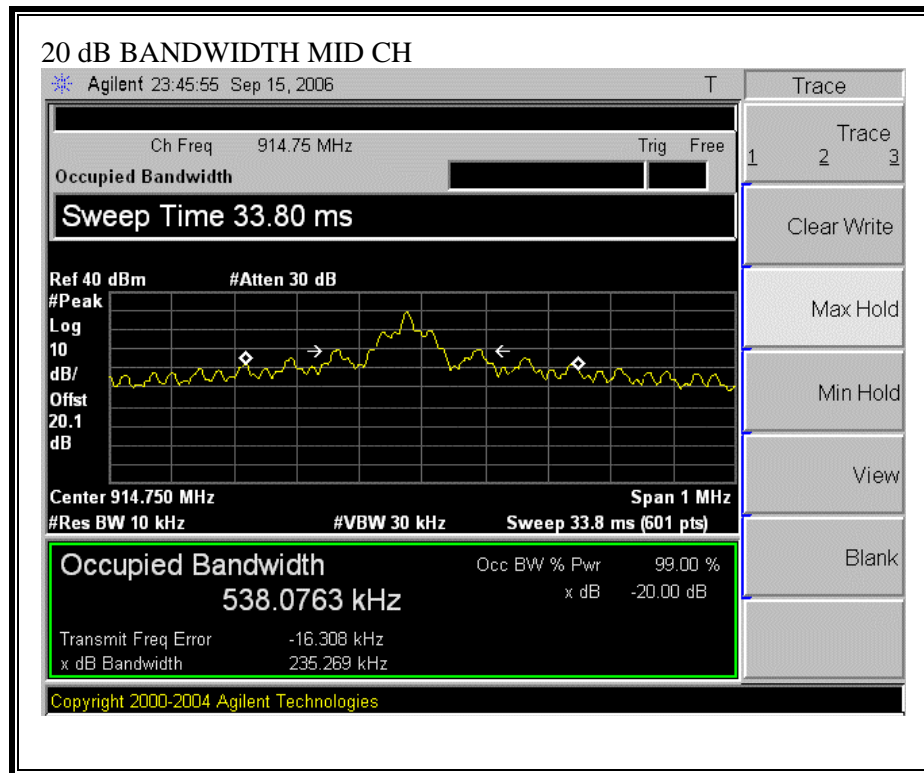 20 dB BANDWIDTH MID CH
Agilent 23:45:55 Sep 15, 2006 T
Trace
Ch Freq 914.75 MHz Trig Free
Occupied Bandwidth
Trace
1 2 3
Sweep Time 33.80 ms
Clear Write
Ref 40 dBm #Atten 30 dB
#Peak
Log
10
dB/
Offst
20.1
dB
Max Hold
Min Hold
View
Center 914.750 MHz Span 1 MHz
#Res BW 10 kHz #VBW 30 kHz Sweep 33.8 ms (601 pts)
Blank
Occupied Bandwidth Occ BW % Pwr 99.00 %
538.0763 kHz x dB -20.00 dB
Transmit Freq Error -16.308 kHz
x dB Bandwidth 235.269 kHz
Copyright 2000-2004 Agilent Technologies